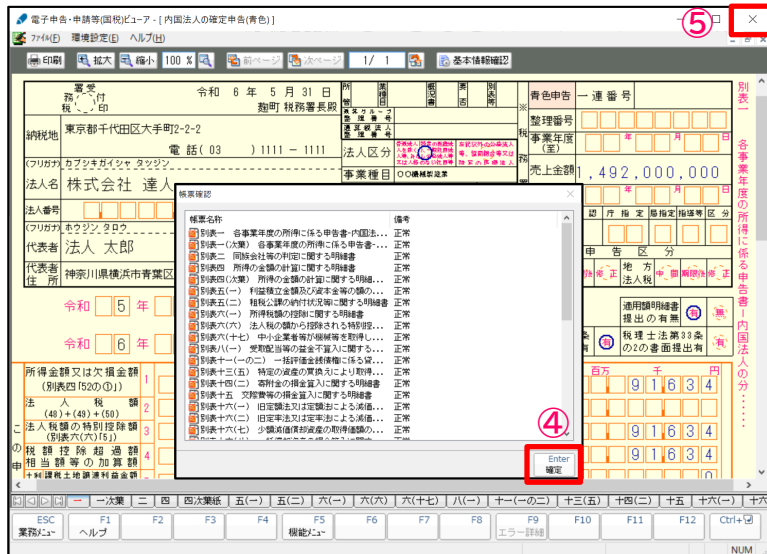 電子申告・申請等(国税)ビューア - [ 内国法人の確定申告(青色) ]
⑤
ファイル(F) 環境設定(E) ヘルプ(H)
印刷 拡大 縮小 100 % 前ページ 次ページ 1/ 1 基本情報確認
税務署受付印
令和 6 年 5 月 31 日
麹町 税務署長殿
納税地 東京都千代田区大手町2-2-2
電 話( 03 ) 1111 - 1111
(フリガナ) カブシキガイシャ タツジン
法人名 株式会社 達人
法人番号
(フリガナ) ホウジン タロウ
代表者 法人 太郎
代表者住所 神奈川県横浜市青葉区
法人区分
事業種目 ○○機械製造業
青色申告 一 連 番 号
整理番号
事業年度(至) 年 月 日
売上金額 1,492,000,000
申 告 区 分
適用額明細書提出の有無 有 無
税理士法第33条の2の書面提出有 有
令和 5 年
令和 6 年
所得金額又は欠損金額(別表四「52の①」) 1
法 人 税 額 (48)+(49)+(50) 2
法人税額の特別控除額(別表六(六)「5」) 3
税額控除超過額相当額等の加算額 4
土利課税土地譲渡利益金額
百万 千 円
91634
91634
91634
0
別表一 各事業年度の所得に係る申告書ー内国法人の分……
帳票確認
帳票名称 備考
別表一 各事業年度の所得に係る申告書-内国法... 正常
別表一(次葉) 各事業年度の所得に係る申告書-... 正常
別表二 同族会社等の判定に関する明細書 正常
別表四 所得の金額の計算に関する明細書 正常
別表四(次葉) 所得の金額の計算に関する明細... 正常
別表五(一) 利益積立金額及び資本金等の額の... 正常
別表五(二) 租税公課の納付状況等に関する明細書 正常
別表六(一) 所得税額の控除に関する明細書 正常
別表六(六) 法人税の額から控除される特別控... 正常
別表六(十七) 中小企業者等が機械等を取得し... 正常
別表八(一) 受取配当等の益金不算入に関する... 正常
別表十一(一の二) 一括評価金銭債権に係る貸... 正常
別表十三(五) 特定の資産の買換えにより取得... 正常
別表十四(二) 寄附金の損金算入に関する明細書 正常
別表十五 交際費等の損金算入に関する明細書 正常
別表十六(一) 旧定額法又は定額法による減価... 正常
別表十六(二) 旧定率法又は定率法による減価... 正常
別表十六(七) 少額減価償却資産の取得価額の... 正常
④
Enter
確定
一 一次葉 二 四 四次葉紙 五(一) 五(二) 六(一) 六(六) 六(十七) 八(一) 十一(一の二) 十三(五) 十四(二) 十五 十六(一) 十六
ESC F1 F2 F3 F4 F5 F6 F7 F8 F9 F10 F11 F12 Ctrl+
業務メニュー ヘルプ 機能メニュー エラー詳細
NUM